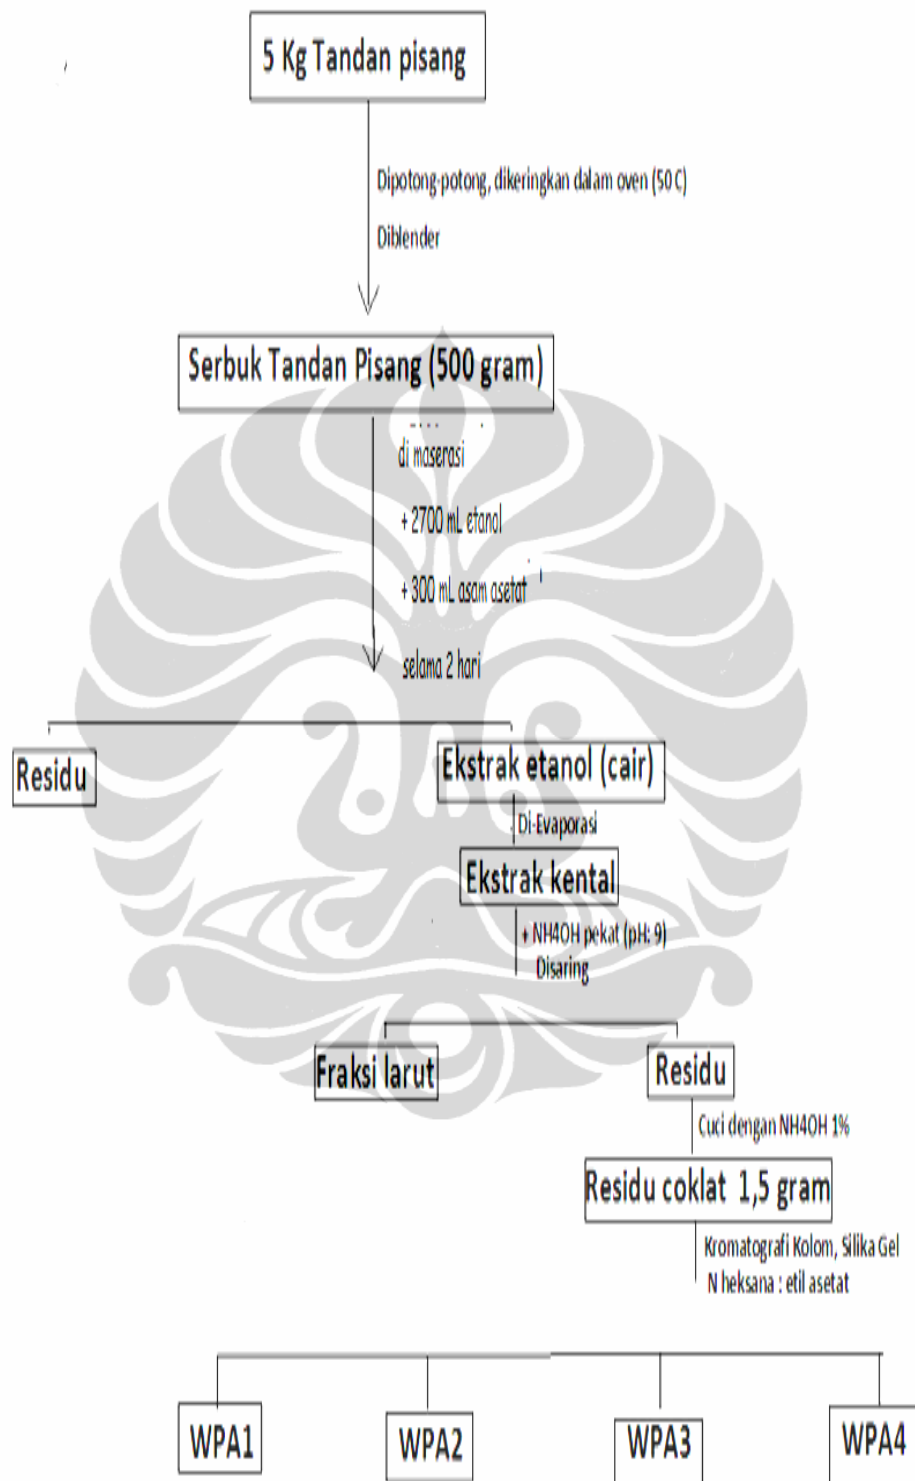 5 Kg Tandan pisang
Dipotong-potong, dikeringkan dalam oven (50 C)
Diblender
Serbuk Tandan Pisang (500 gram)
di maserasi
+ 2700 mL etanol
+ 300 mL asam asetat
selama 2 hari
Residu
Ekstrak etanol (cair)
Di-Evaporasi
Ekstrak kental
+ NH4OH pekat (pH: 9)
Disaring
Fraksi larut
Residu
Cuci dengan NH4OH 1%
Residu coklat 1,5 gram
Kromatografi Kolom, Silika Gel
N heksana : etil asetat
WPA1
WPA2
WPA3
WPA4